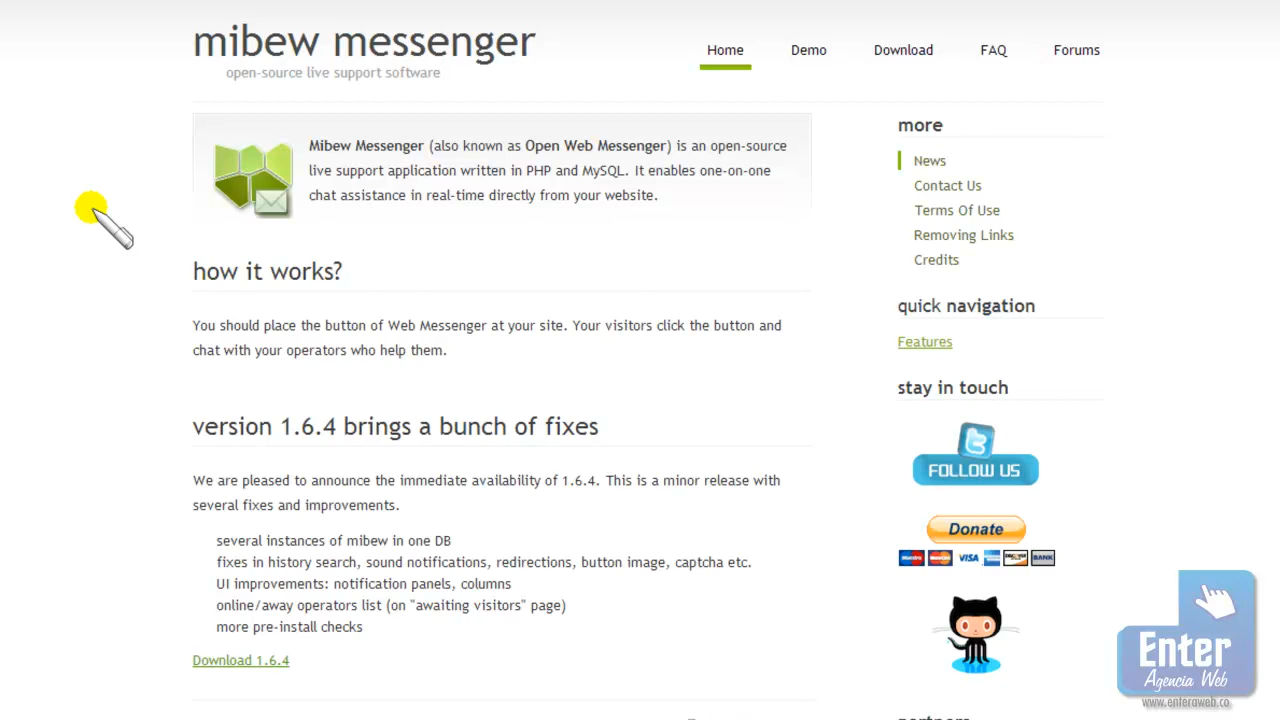 mibew messenger
open-source live support software
Home
Demo
Download
FAQ
Forums
Mibew Messenger (also known as Open Web Messenger) is an open-source
live support application written in PHP and MySQL. It enables one-on-one
chat assistance in real-time directly from your website.
how it works?
You should place the button of Web Messenger at your site. Your visitors click the button and
chat with your operators who help them.
version 1.6.4 brings a bunch of fixes
We are pleased to announce the immediate availability of 1.6.4. This is a minor release with
several fixes and improvements.
several instances of mibew in one DB
fixes in history search, sound notifications, redirections, button image, captcha etc.
UI improvements: notification panels, columns
online/away operators list (on "awaiting visitors" page)
more pre-install checks
Download 1.6.4
more
News
Contact Us
Terms Of Use
Removing Links
Credits
quick navigation
Features
stay in touch
FOLLOW US
Donate
VISA
BANK
Enter
Agencia Web
www.enteraweb.co